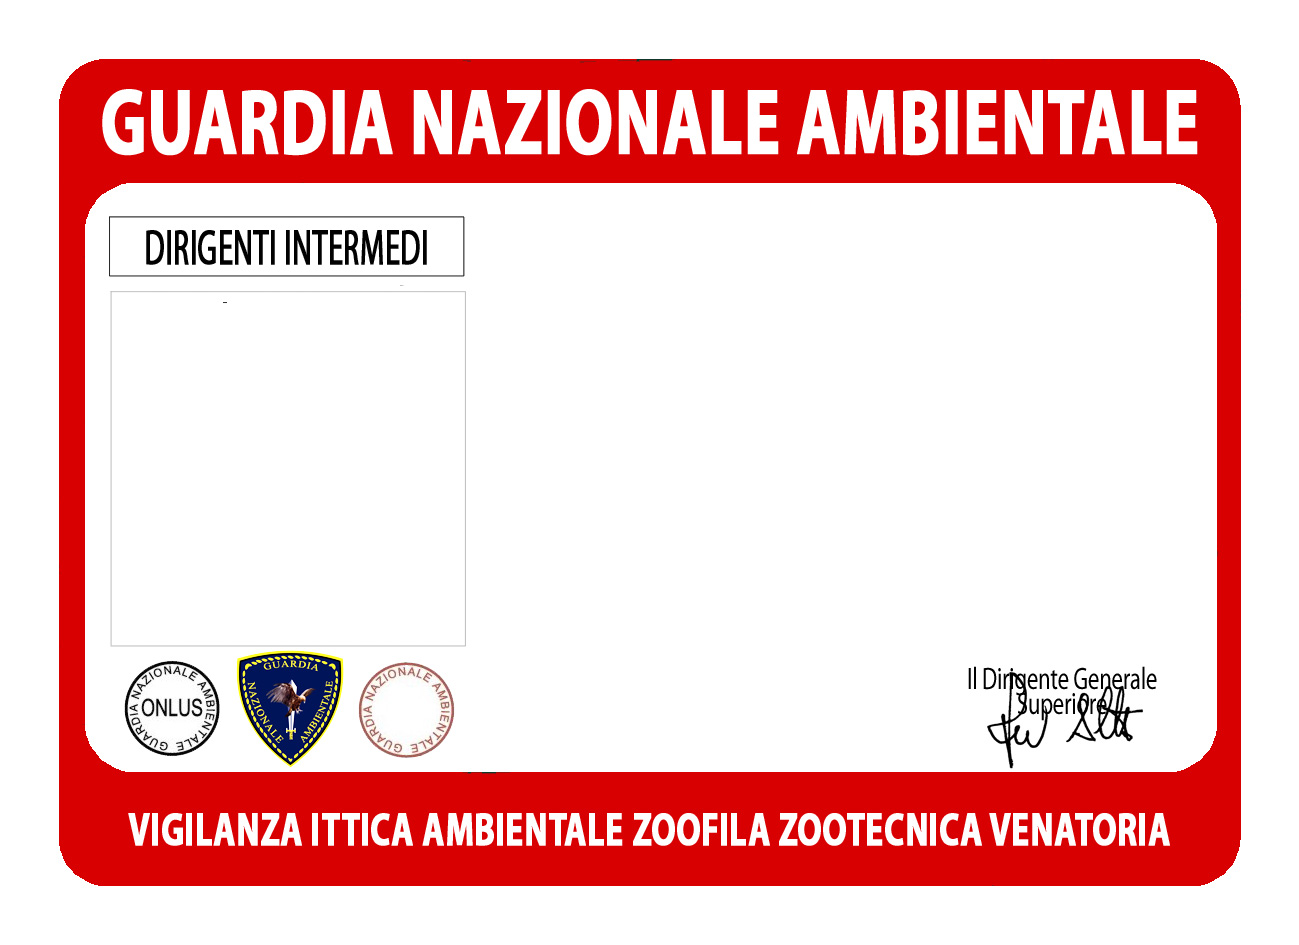 GUARDIA NAZIONALE AMBIENTALE
DIRIGENTI INTERMEDI
GUARDIA NAZIONALE AMBIENTALE
ONLUS
GUARDIA
NAZIONALE
AMBIENTALE
GUARDIA NAZIONALE AMBIENTALE
Il Dirigente Generale
Superiore
VIGILANZA ITTICA AMBIENTALE ZOOFILA ZOOTECNICA VENATORIA